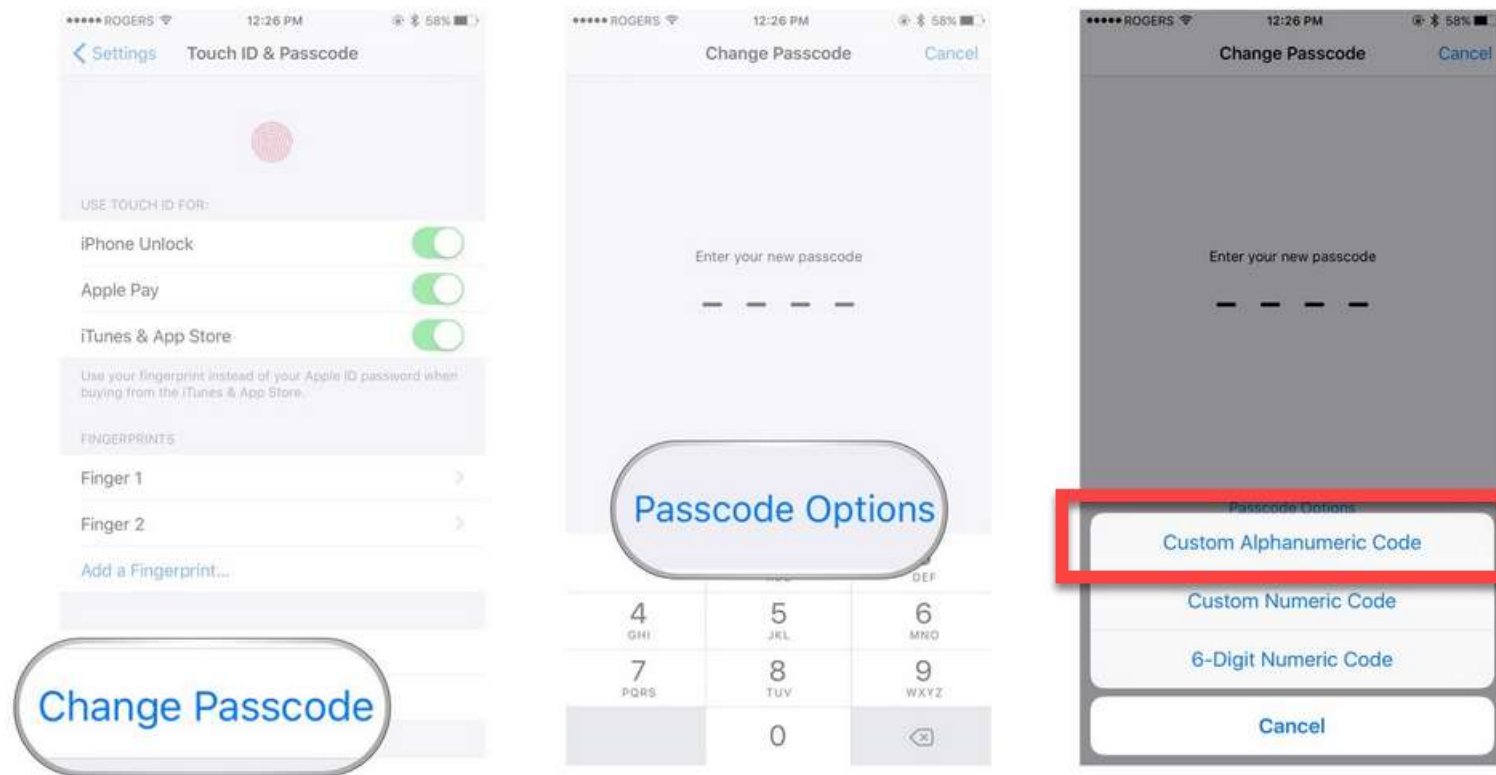 ROGERS 12:26 PM 58%
Settings Touch ID & Passcode
USE TOUCH ID FOR:
iPhone Unlock
Apple Pay
iTunes & App Store
Use your fingerprint instead of your Apple ID password when
buying from the iTunes & App Store.
FINGERPRINTS
Finger 1
Finger 2
Add a Fingerprint...
Change Passcode
ROGERS 12:26 PM 58%
Change Passcode Cancel
Enter your new passcode
Passcode Options
DEF
4 5 6
GHI JKL MNO
7 8 9
PQRS TUV WXYZ
0
ROGERS 12:26 PM 58%
Change Passcode Cancel
Enter your new passcode
Passcode Options
Custom Alphanumeric Code
Custom Numeric Code
6-Digit Numeric Code
Cancel